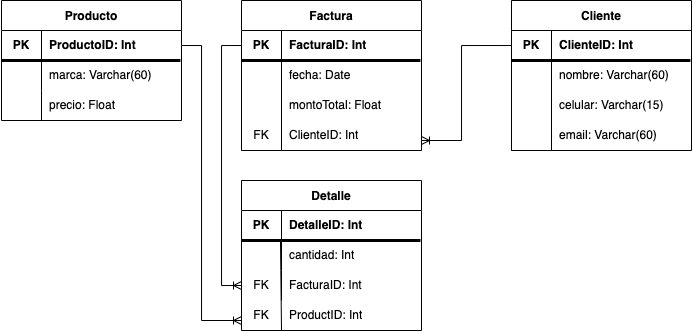 Producto
PK ProductoID: Int
marca: Varchar(60)
precio: Float
Factura
PK FacturaID: Int
fecha: Date
montoTotal: Float
FK ClienteID: Int
Cliente
PK ClienteID: Int
nombre: Varchar(60)
celular: Varchar(15)
email: Varchar(60)
Detalle
PK DetalleID: Int
cantidad: Int
FK FacturaID: Int
FK ProductID: Int